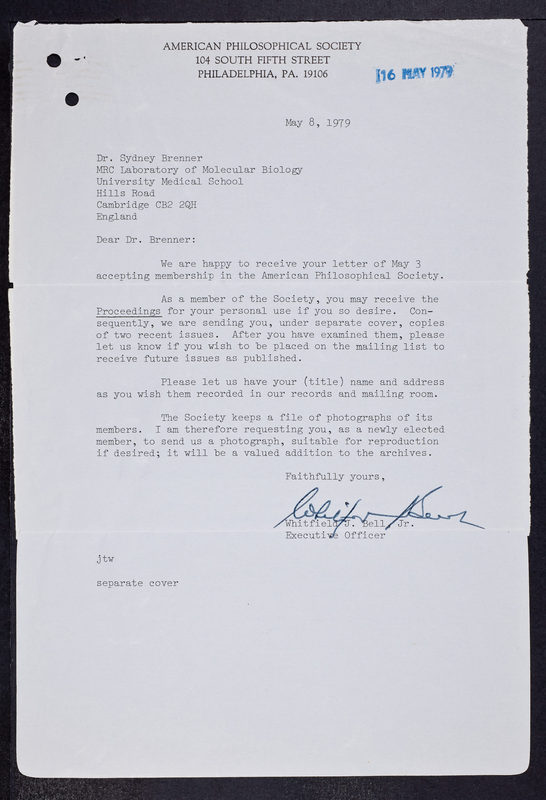 AMERICAN PHILOSOPHICAL SOCIETY
104 SOUTH FIFTH STREET
PHILADELPHIA, PA. 19106
16 MAY 1979
May 8, 1979
Dr. Sydney Brenner
MRC Laboratory of Molecular Biology
University Medical School
Hills Road
Cambridge CB2 2QH
England
Dear Dr. Brenner:
We are happy to receive your letter of May 3
accepting membership in the American Philosophical Society.
As a member of the Society, you may receive the
Proceedings for your personal use if you so desire. Con-
sequently, we are sending you, under separate cover, copies
of two recent issues. After you have examined them, please
let us know if you wish to be placed on the mailing list to
receive future issues as published.
Please let us have your (title) name and address
as you wish them recorded in our records and mailing room.
The Society keeps a file of photographs of its
members. I am therefore requesting you, as a newly elected
member, to send us a photograph, suitable for reproduction
if desired; it will be a valued addition to the archives.
Faithfully yours,
Whitfield J. Bell, Jr.
Executive Officer
jtw
separate cover